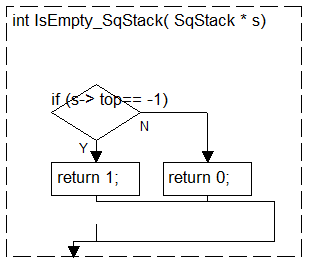 int IsEmpty_SqStack( SqStack * s)
if (s-> top== -1)
N
Y
return 1;
return 0;